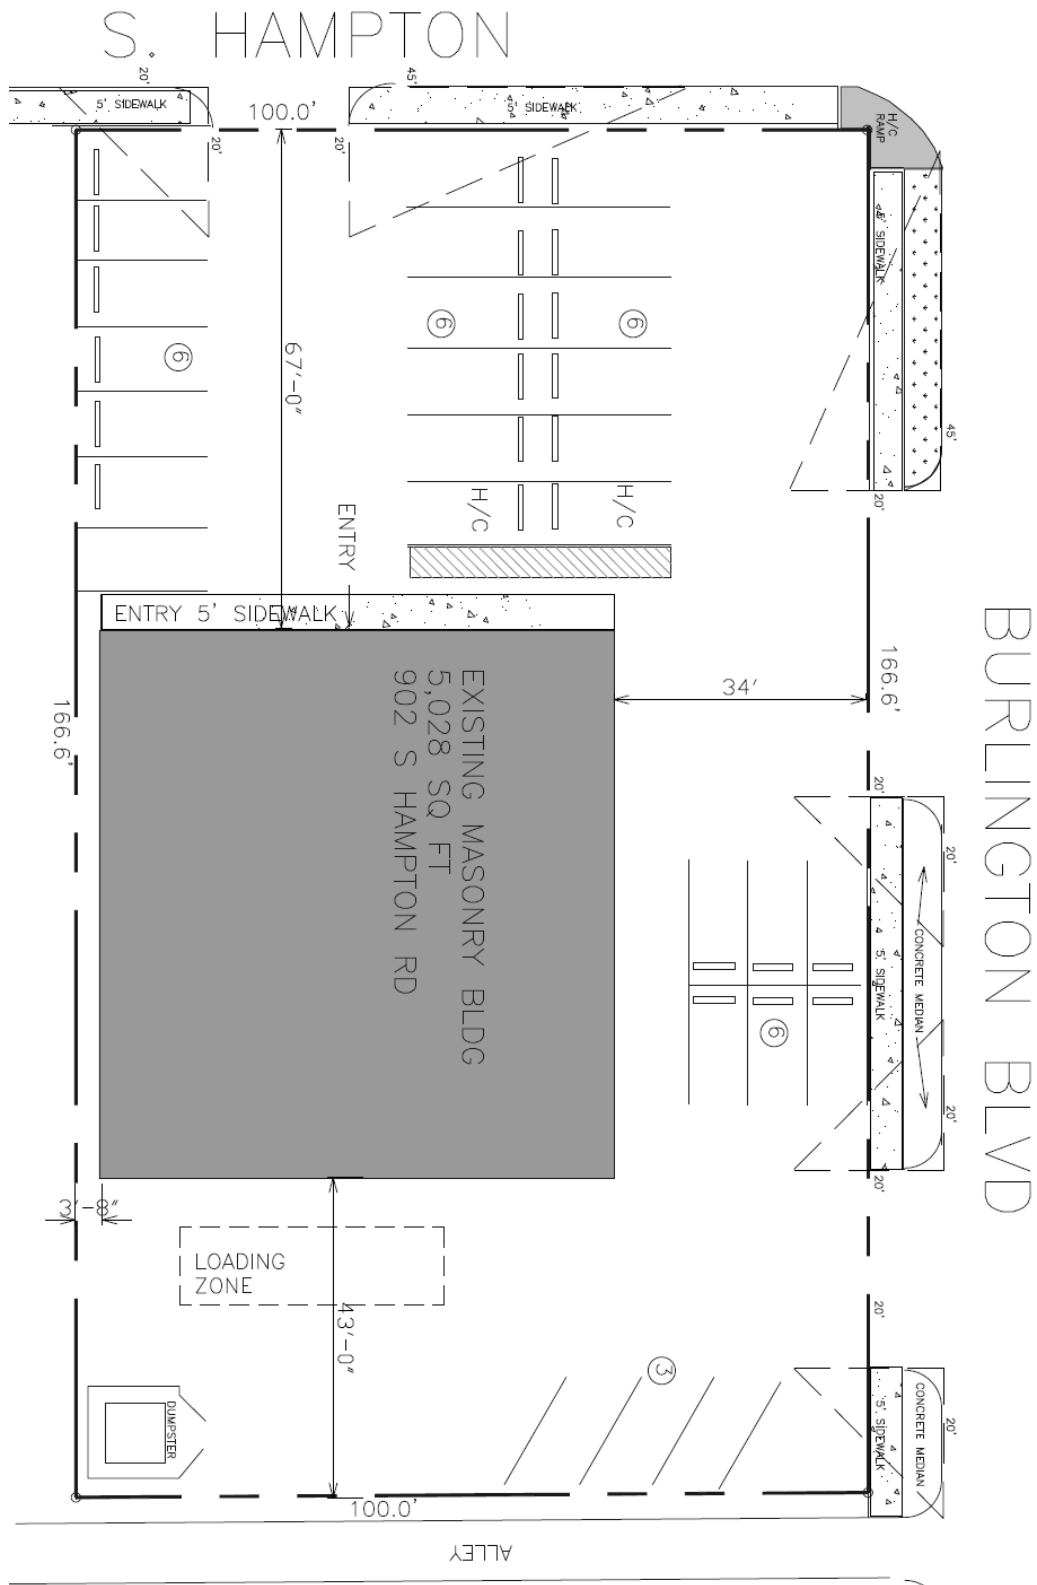 S. HAMPTON
20'
45'
5' SIDEWALK
100.0'
5' SIDEWALK
H/C
RAMP
20'
20'
5' SIDEWALK
6
6
6
67'-0"
45'
H/C
H/C
20'
ENTRY
ENTRY 5' SIDEWALK
BURLINGTON BLVD
EXISTING MASONRY BLDG
5,028 SQ FT
902 S HAMPTON RD
34'
166.6'
166.6'
20'
20'
CONCRETE MEDIAN
5' SIDEWALK
6
20'
20'
3'-8"
LOADING
ZONE
20'
43'-0"
3
DUMPSTER
5' SIDEWALK
CONCRETE MEDIAN
20'
100.0'
ALLEY